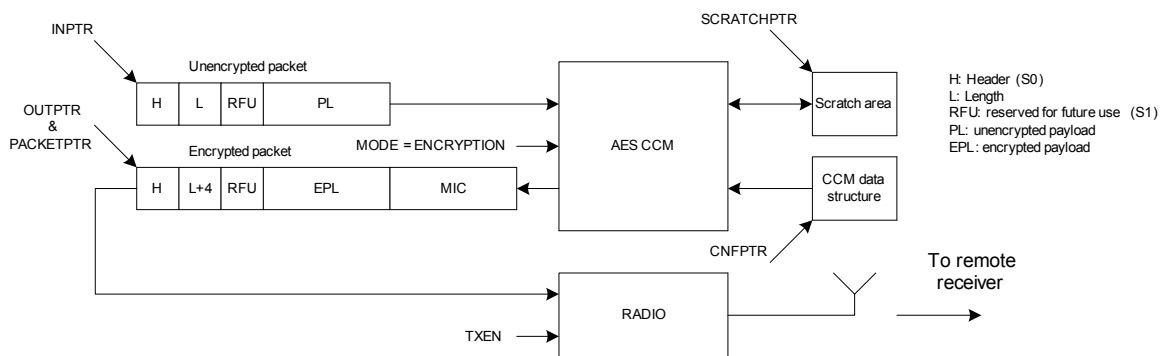 SCRATCHPTR
INPTR
Unencrypted packet
H L RFU PL
OUTPTR
&
PACKETPTR
Encrypted packet
MODE = ENCRYPTION
H L+4 RFU EPL MIC
AES CCM
Scratch area
CCM data
structure
CNFPTR
H: Header (S0)
L: Length
RFU: reserved for future use (S1)
PL: unencrypted payload
EPL: encrypted payload
To remote
receiver
RADIO
TXEN